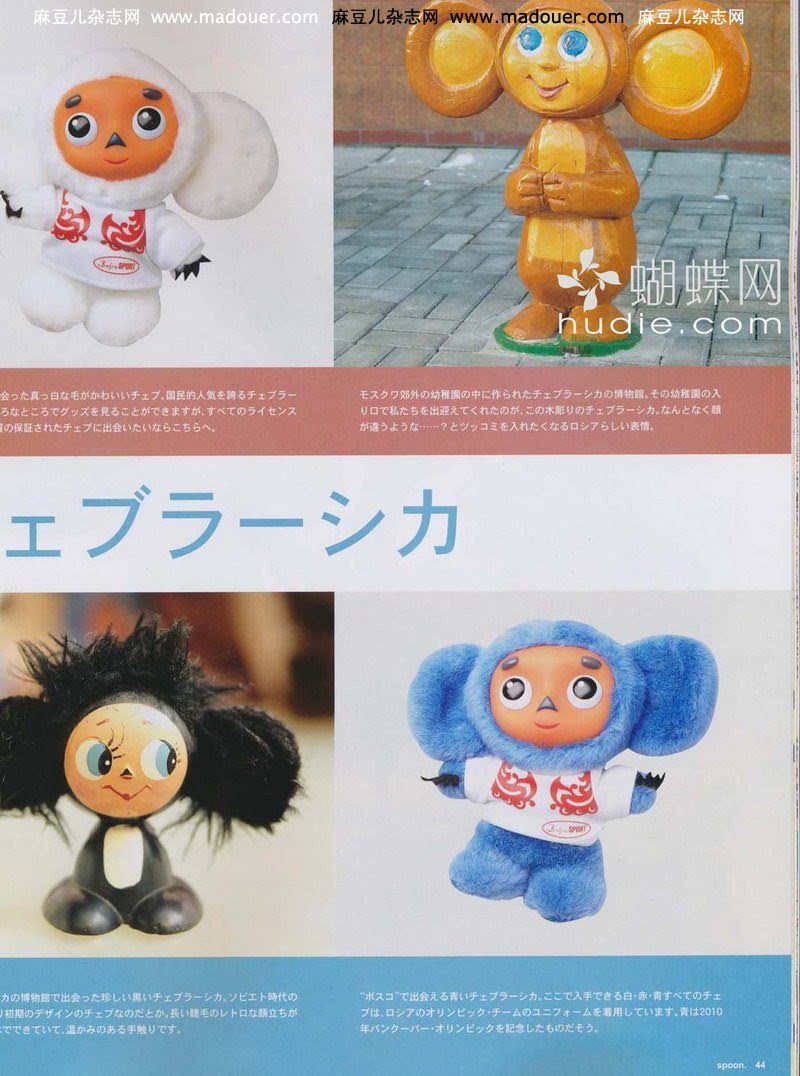 麻豆儿杂志网 www.madouer.com 麻豆儿杂志网 www.madouer.com 麻豆儿杂志网
SPORT
蝴蝶网
hudie.com
会った真っ白な毛がかわいいチェブ。国民的人気を誇るチェブラー
ろなところでグッズを見ることができますが、すべてのライセンス
の保証されたチェブに出会いたいならこちらへ。
モスクワ郊外の幼稚園の中に作られたチェブラーシカの博物館。その幼稚園の入
り口で私たちを出迎えてくれたのが、この木彫りのチェブラーシカ。なんとなく顔
が違うような……？とツッコミを入れたくなるロシアらしい表情。
ェブラーシカ
SPORT
カの博物館で出会った珍しい黒いチェブラーシカ。ソビエト時代の
初期のデザインのチェブなのだとか。長い睫毛のレトロな顔立ちが
でできていて、温かみのある手触りです。
“ボスコ”で出会える青いチェブラーシカ。ここで入手できる白・赤・青すべてのチェ
ブは、ロシアのオリンピック・チームのユニフォームを着用しています。青は2010
年バンクーバー・オリンピックを記念したものだそう。
spoon. 44